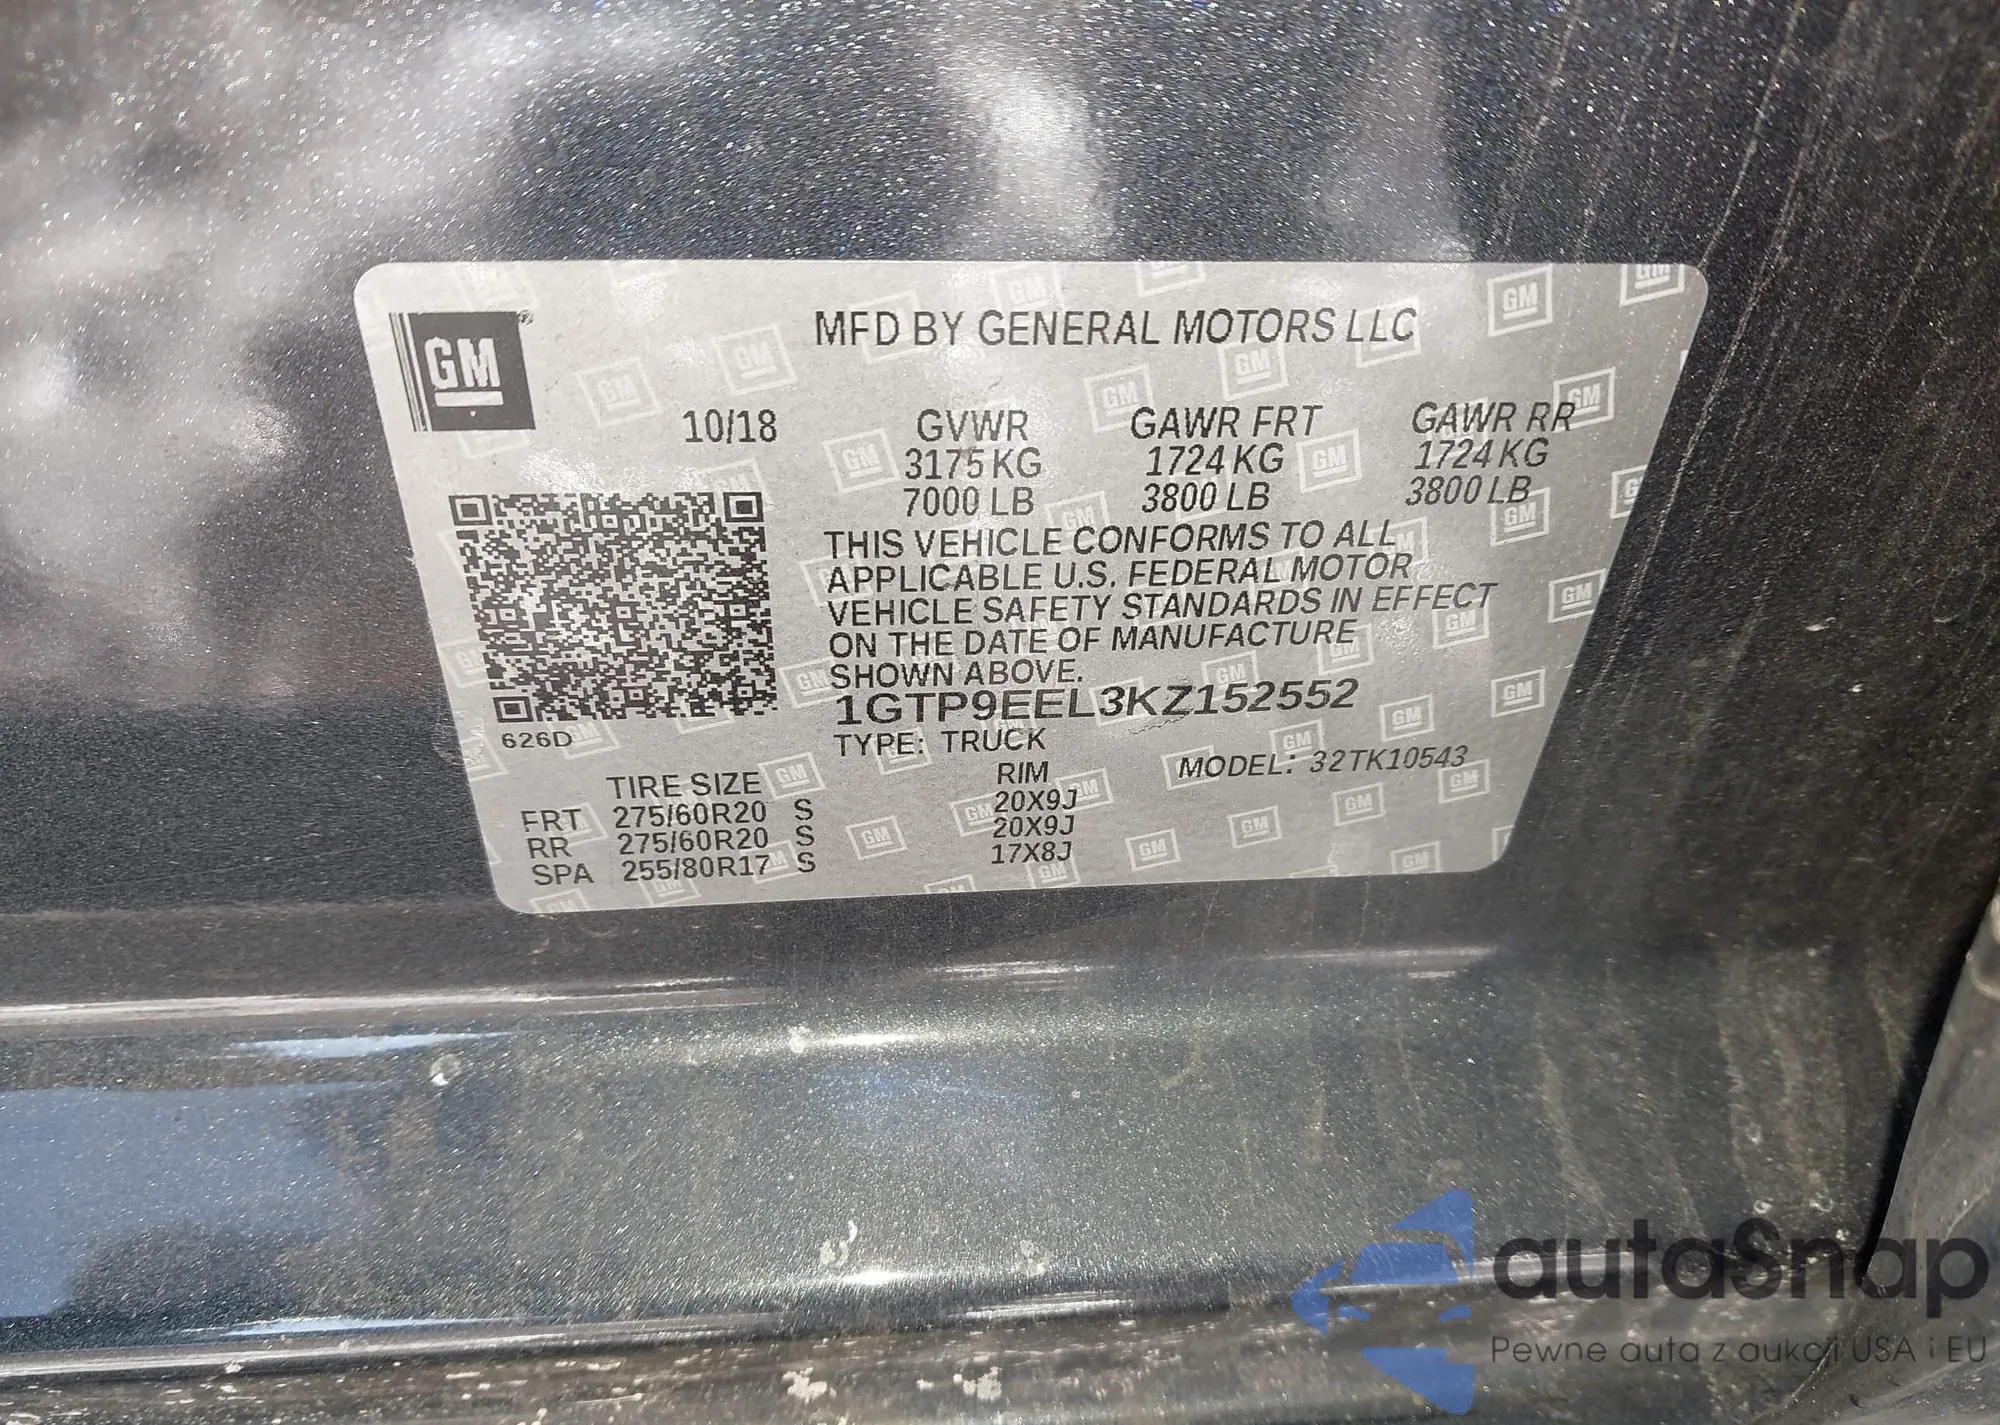 GM
MFD BY GENERAL MOTORS LLC
10/18 GVWR GAWR FRT GAWR RR
3175 KG 1724 KG 1724 KG
7000 LB 3800 LB 3800 LB
THIS VEHICLE CONFORMS TO ALL
APPLICABLE U.S. FEDERAL MOTOR
VEHICLE SAFETY STANDARDS IN EFFECT
ON THE DATE OF MANUFACTURE
SHOWN ABOVE.
1GTP9EEL3KZ152552
626D
TYPE: TRUCK
MODEL: 32TK10543
TIRE SIZE RIM
FRT 275/60R20 S 20X9J
RR 275/60R20 S 20X9J
SPA 255/80R17 S 17X8J
autaSnap
Pewne auta z aukcji USA i EU